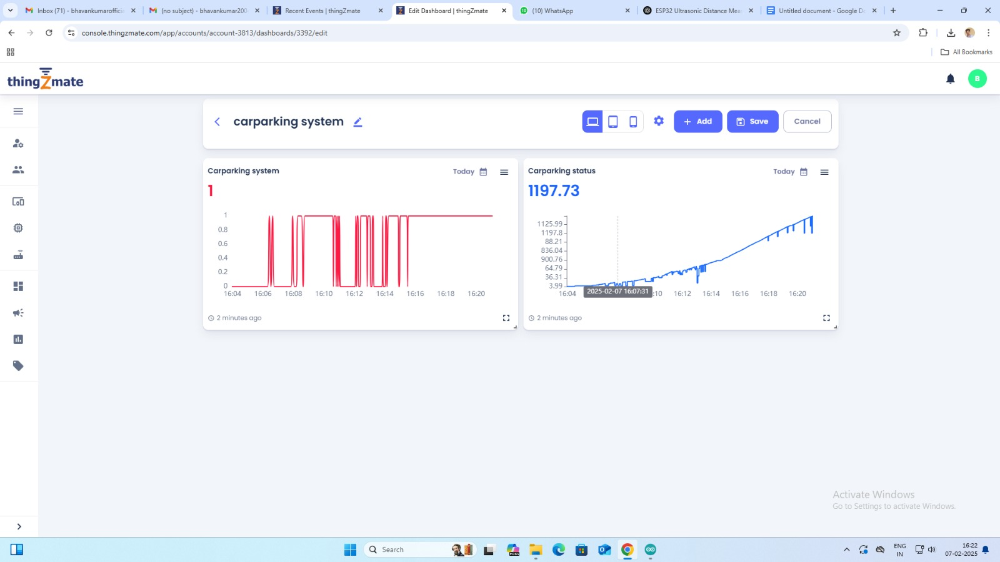 Inbox (71) - bhavankumarofficia
(no subject) - bhavankumar200
Recent Events | thingZmate
Edit Dashboard | thingZmate
(10) WhatsApp
ESP32 Ultrasonic Distance Mea
Untitled document - Google D
console.thingzmate.com/app/accounts/account-3813/dashboards/3392/edit
All Bookmarks
thingZmate
B
carparking system
Add
Save
Cancel
Carparking system
Today
1
1
0.8
0.6
0.4
0.2
0
16:04 16:06 16:08 16:10 16:12 16:14 16:16 16:18 16:20
2 minutes ago
Carparking status
Today
1197.73
1125.99
1197.8
88.21
836.04
900.76
64.79
36.31
3.99
16:04 :10 16:12 16:14 16:16 16:18 16:20
2025-02-07 16:07:31
2 minutes ago
Activate Windows
Go to Settings to activate Windows.
Search
M365
ENG
IN
16:22
07-02-2025